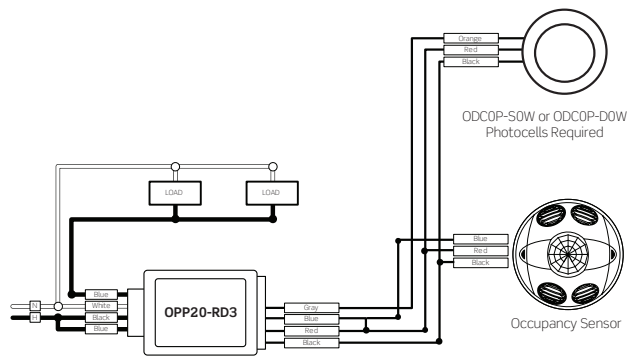 Orange
Red
Black
ODC0P-S0W or ODC0P-D0W
Photocells Required
LOAD
LOAD
Blue
Red
Black
Occupancy Sensor
Blue
White
Black
Blue
N
H
OPP20-RD3
Gray
Blue
Red
Black